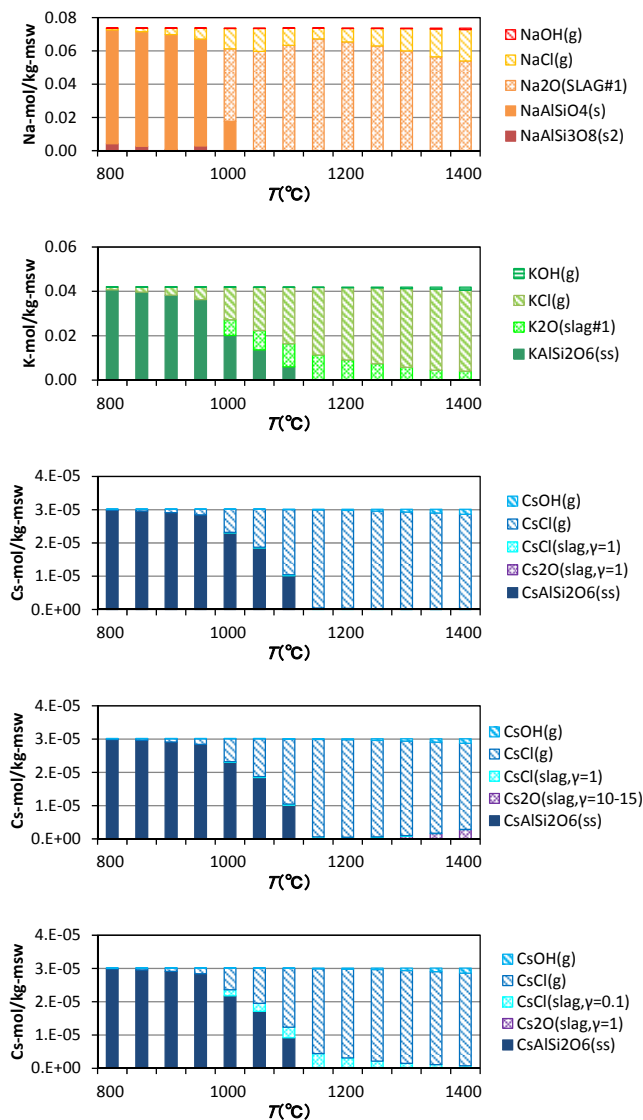 0.08
0.06
0.04
0.02
0.00
Na-mol/kg-msw
800
1000
1200
1400
T(℃)
NaOH(g)
NaCl(g)
Na2O(SLAG#1)
NaAlSiO4(s)
NaAlSi3O8(s2)
0.06
0.04
0.02
0.00
K-mol/kg-msw
800
1000
1200
1400
T(℃)
KOH(g)
KCl(g)
K2O(slag#1)
KAlSi2O6(ss)
4.E-05
3.E-05
2.E-05
1.E-05
0.E+00
Cs-mol/kg-msw
800
1000
1200
1400
T(℃)
CsOH(g)
CsCl(g)
CsCl(slag,γ=1)
Cs2O(slag,γ=1)
CsAlSi2O6(ss)
4.E-05
3.E-05
2.E-05
1.E-05
0.E+00
Cs-mol/kg-msw
800
1000
1200
1400
T(℃)
CsOH(g)
CsCl(g)
CsCl(slag,γ=1)
Cs2O(slag,γ=10-15)
CsAlSi2O6(ss)
4.E-05
3.E-05
2.E-05
1.E-05
0.E+00
Cs-mol/kg-msw
800
1000
1200
1400
T(℃)
CsOH(g)
CsCl(g)
CsCl(slag,γ=0.1)
Cs2O(slag,γ=1)
CsAlSi2O6(ss)